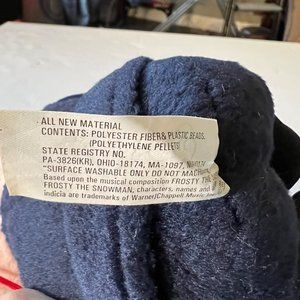 ALL NEW MATERIAL
CONTENTS: POLYESTER FIBER & PLASTIC BEADS.
(POLYETHYLENE PELLETS)
STATE REGISTRY NO.
PA-3826(KR), OHIO-18174, MA-1097,
"SURFACE WASHABLE ONLY DO NOT MACHINE
Based upon the musical composition FROSTY THE
FROSTY THE SNOWMAN, characters, names and
indicia are trademarks of Warner/Chappell Music